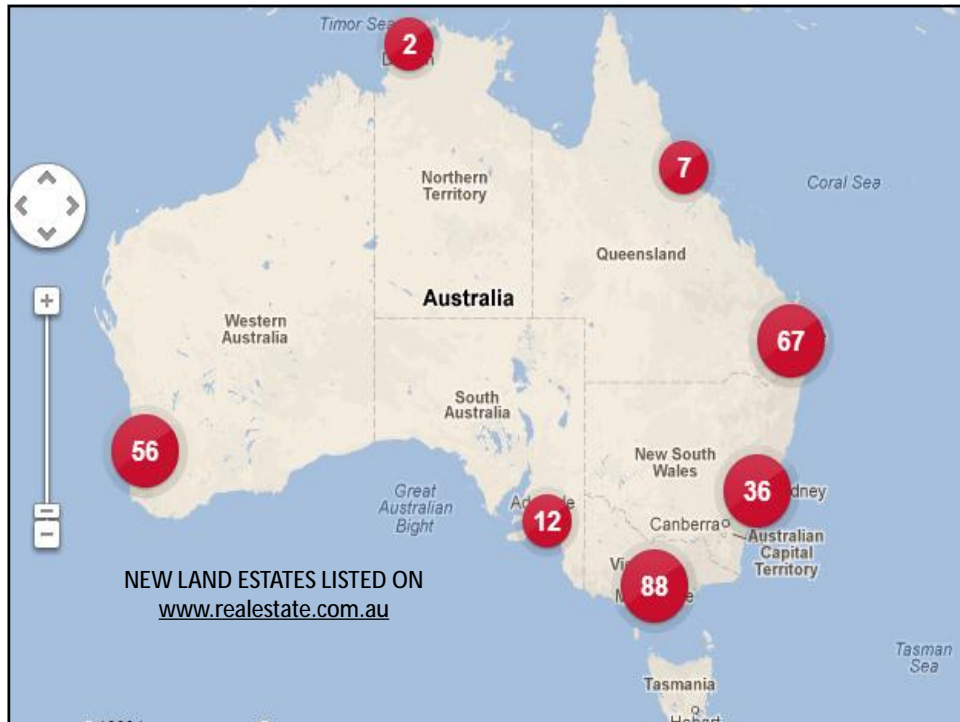 Timor Sea
2
7
Coral Sea
Northern
Territory
Queensland
Australia
Western
Australia
67
South
Australia
56
New South
Wales
36
Great
Australian
Bight
12
Canberra
Australian
Capital
Territory
88
NEW LAND ESTATES LISTED ON
www.realestate.com.au
Tasman
Sea
Tasmania